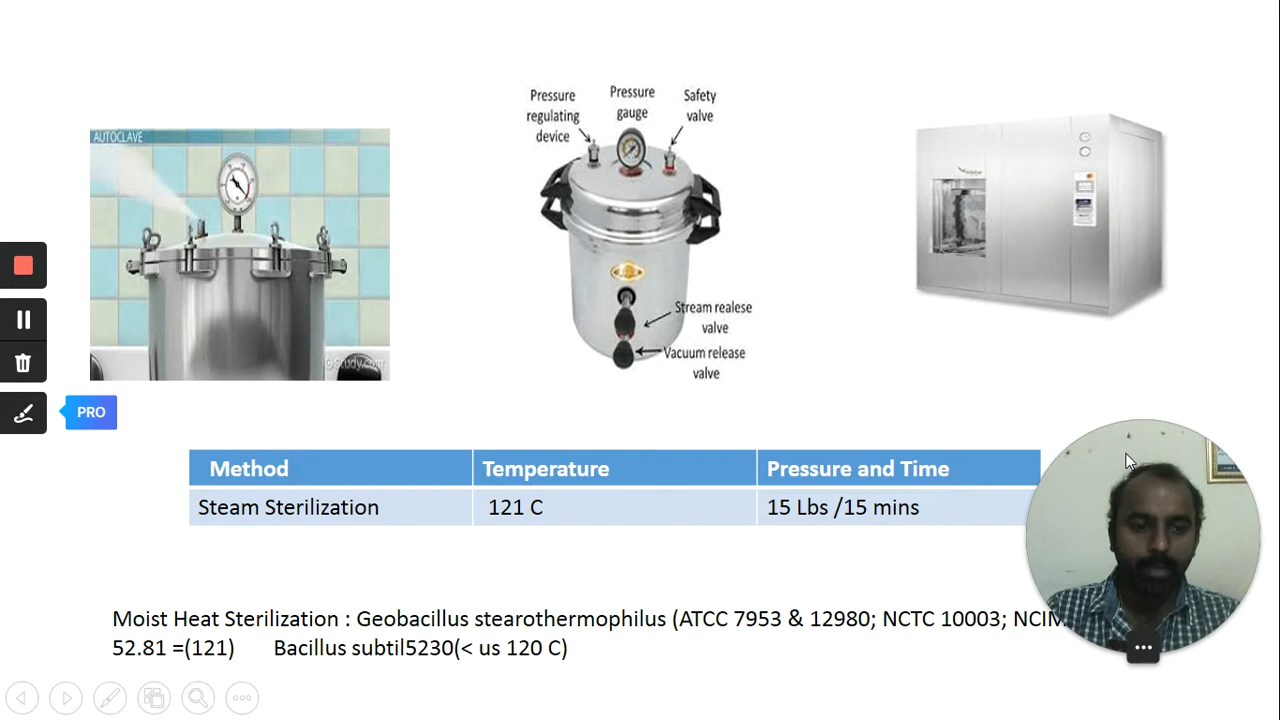 AUTOCLAVE
Study.com
Pressure
regulating
device
Pressure
gauge
Safety
valve
Stream realese
valve
Vacuum release
valve
PRO
Method Temperature Pressure and Time
Steam Sterilization 121 C 15 Lbs /15 mins
Moist Heat Sterilization : Geobacillus stearothermophilus (ATCC 7953 & 12980; NCTC 10003; NCIM
52.81 =(121) Bacillus subtil5230(< us 120 C)